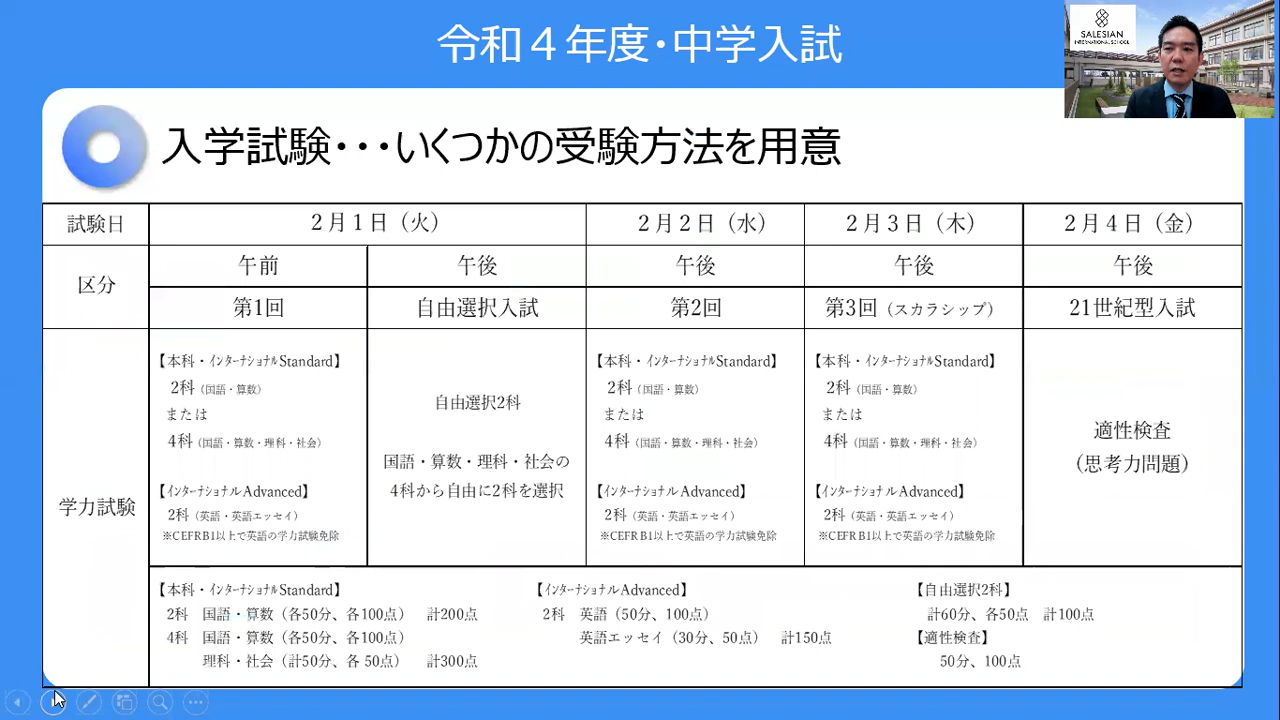 令和４年度・中学入試
SALESIAN
INTERNATIONAL SCHOOL
入学試験・・・いくつかの受験方法を用意
試験日
２月１日（火）
２月２日（水）
２月３日（木）
２月４日（金）
区分
午前
午後
午後
午後
午後
第1回
自由選択入試
第2回
第3回（スカラシップ）
21世紀型入試
学力試験
【本科・ｲﾝﾀｰﾅｼｮﾅﾙStandard】
2科（国語・算数）
または
4科（国語・算数・理科・社会）
【ｲﾝﾀｰﾅｼｮﾅﾙAdvanced】
2科（英語・英語エッセイ）
※CEFR B1以上で英語の学力試験免除
自由選択2科
国語・算数・理科・社会の
4科から自由に2科を選択
【本科・ｲﾝﾀｰﾅｼｮﾅﾙStandard】
2科（国語・算数）
または
4科（国語・算数・理科・社会）
【ｲﾝﾀｰﾅｼｮﾅﾙAdvanced】
2科（英語・英語エッセイ）
※CEFR B1以上で英語の学力試験免除
【本科・ｲﾝﾀｰﾅｼｮﾅﾙStandard】
2科（国語・算数）
または
4科（国語・算数・理科・社会）
【ｲﾝﾀｰﾅｼｮﾅﾙAdvanced】
2科（英語・英語エッセイ）
※CEFR B1以上で英語の学力試験免除
適性検査
（思考力問題）
【本科・ｲﾝﾀｰﾅｼｮﾅﾙStandard】
2科 国語・算数（各50分、各100点） 計200点
4科 国語・算数（各50分、各100点）
理科・社会（計50分、各 50点） 計300点
【ｲﾝﾀｰﾅｼｮﾅﾙAdvanced】
2科 英語（50分、100点）
英語エッセイ（30分、50点） 計150点
【自由選択2科】
計60分、各50点 計100点
【適性検査】
50分、100点